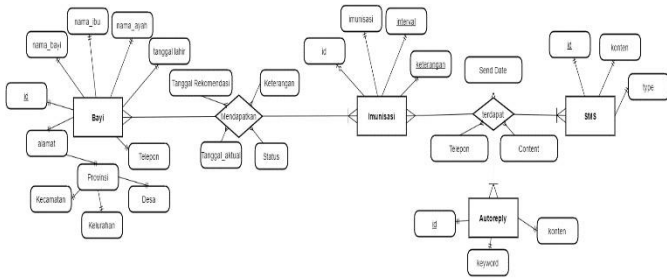 nama_ibu
nama_ayah
nama_bayi
tanggal lahir
id
Bayi
alamat
Telepon
Provinsi
Kecamatan
Desa
Kelurahan
Tanggal Rekomendasi
Keterangan
Mendapatkan
Tanggal_aktual
Status
imunisasi
interval
id
keterangan
Imunisasi
Send Date
terdapat
Telepon
Content
id
konten
type
SMS
Autoreply
id
keyword
konten